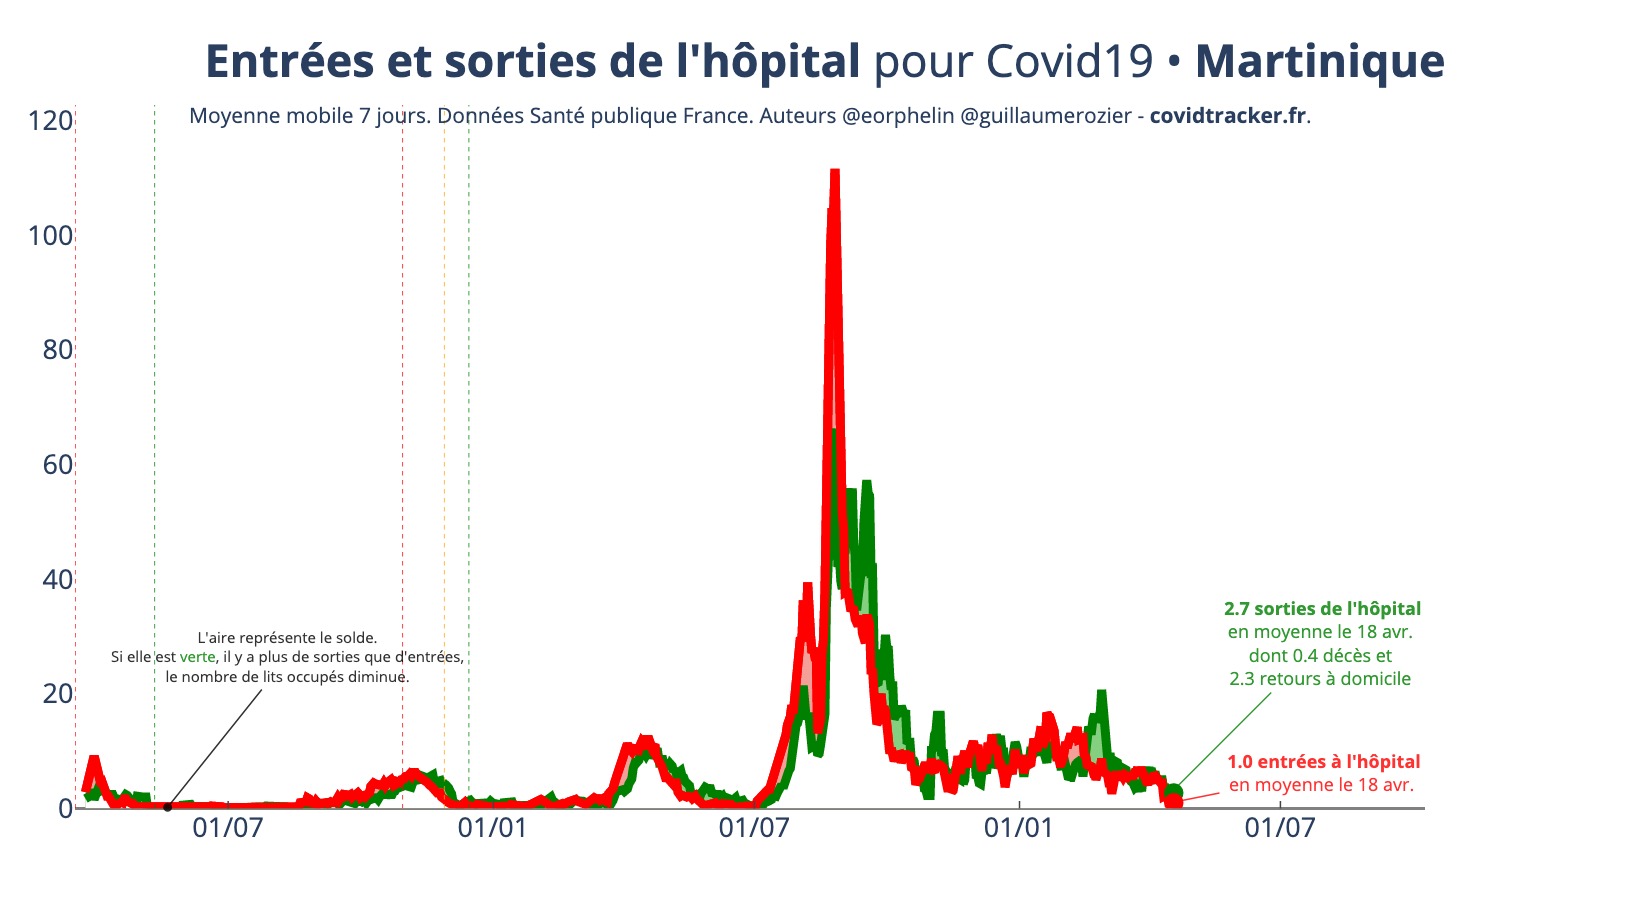 Entrées et sorties de l'hôpital pour Covid19 • Martinique
Moyenne mobile 7 jours. Données Santé publique France. Auteurs @eorphelin @guillaumerozier - covidtracker.fr.
120
100
80
60
40
20
0
L'aire représente le solde.
Si elle est verte, il y a plus de sorties que d'entrées,
le nombre de lits occupés diminue.
2.7 sorties de l'hôpital
en moyenne le 18 avr.
dont 0.4 décès et
2.3 retours à domicile
1.0 entrées à l'hôpital
en moyenne le 18 avr.
01/07 01/01 01/07 01/01 01/07